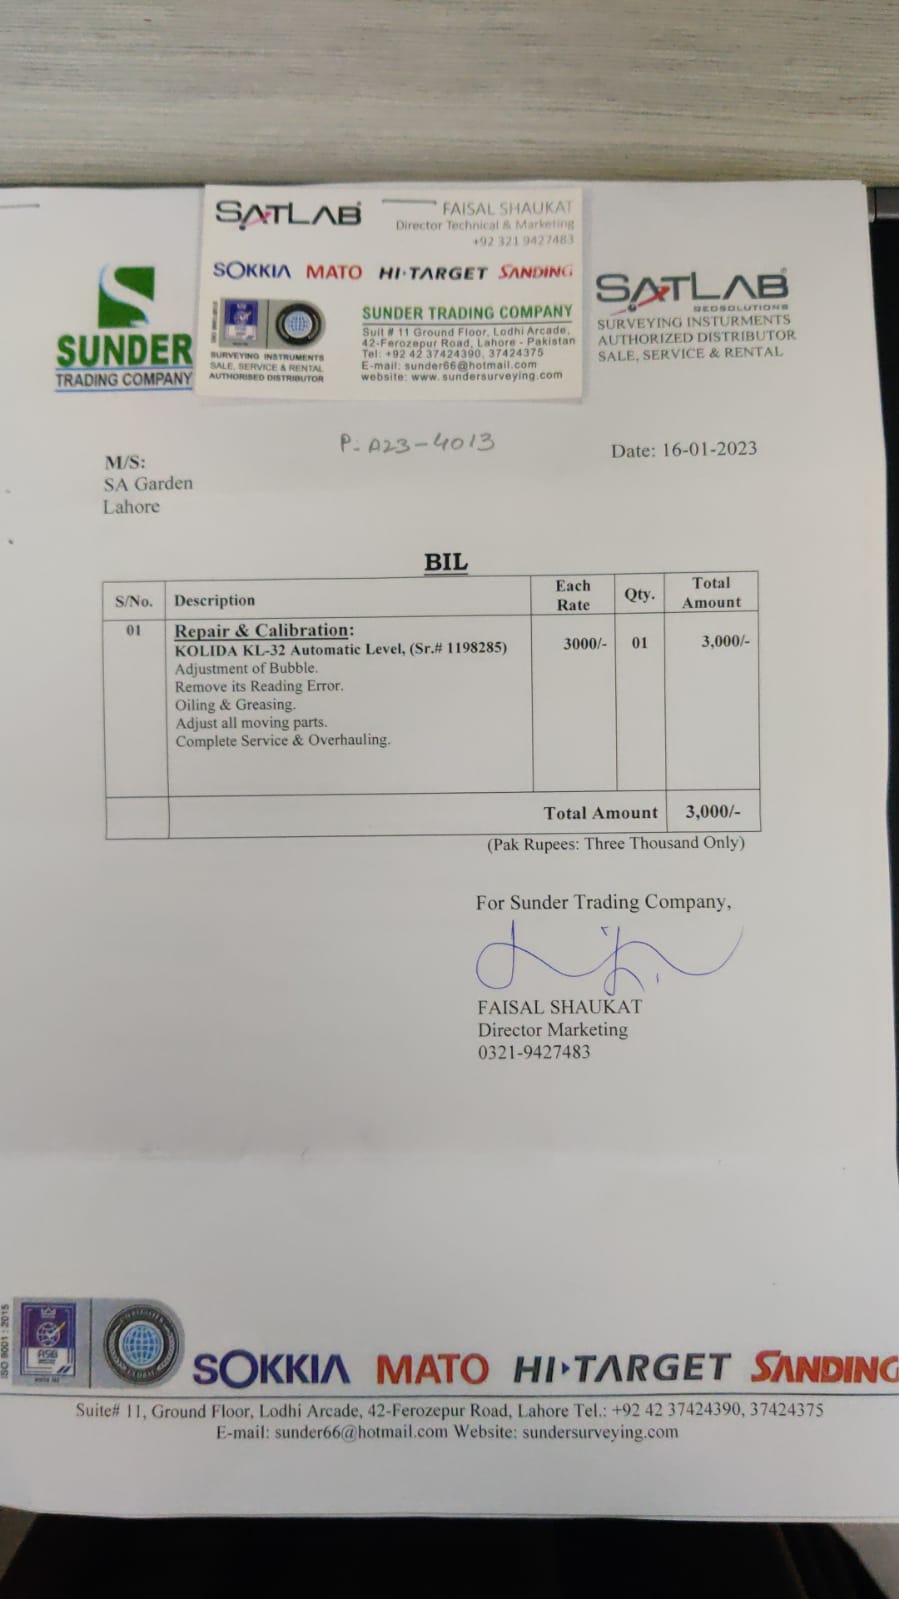 SATLAB
FAISAL SHAUKAT
Director Technical & Marketing
+92 321 9427483
SOKKIA MATO HI-TARGET SANDING
SUNDER TRADING COMPANY
Suit # 11 Ground Floor, Lodhi Arcade,
42-Ferozepur Road, Lahore - Pakistan
Tel: +92 42 37424390, 37424375
E-mail: sunder66@hotmail.com
website: www.sundersurveying.com
SURVEYING INSTRUMENTS
SALE, SERVICE & RENTAL
AUTHORISED DISTRIBUTOR
SUNDER
TRADING COMPANY
SATLAB
GEOSOLUTIONS
SURVEYING INSTURMENTS
AUTHORIZED DISTRIBUTOR
SALE, SERVICE & RENTAL
P-A23-4013
Date: 16-01-2023
M/S:
SA Garden
Lahore
BIL
S/No. Description Each Rate Qty. Total Amount
01 Repair & Calibration:
KOLIDA KL-32 Automatic Level, (Sr.# 1198285) 3000/- 01 3,000/-
Adjustment of Bubble.
Remove its Reading Error.
Oiling & Greasing.
Adjust all moving parts.
Complete Service & Overhauling.
Total Amount 3,000/-
(Pak Rupees: Three Thousand Only)
For Sunder Trading Company,
FAISAL SHAUKAT
Director Marketing
0321-9427483
ISO 9001 : 2015
SOKKIA MATO HI-TARGET SANDING
Suite# 11, Ground Floor, Lodhi Arcade, 42-Ferozepur Road, Lahore Tel.: +92 42 37424390, 37424375
E-mail: sunder66@hotmail.com Website: sundersurveying.com